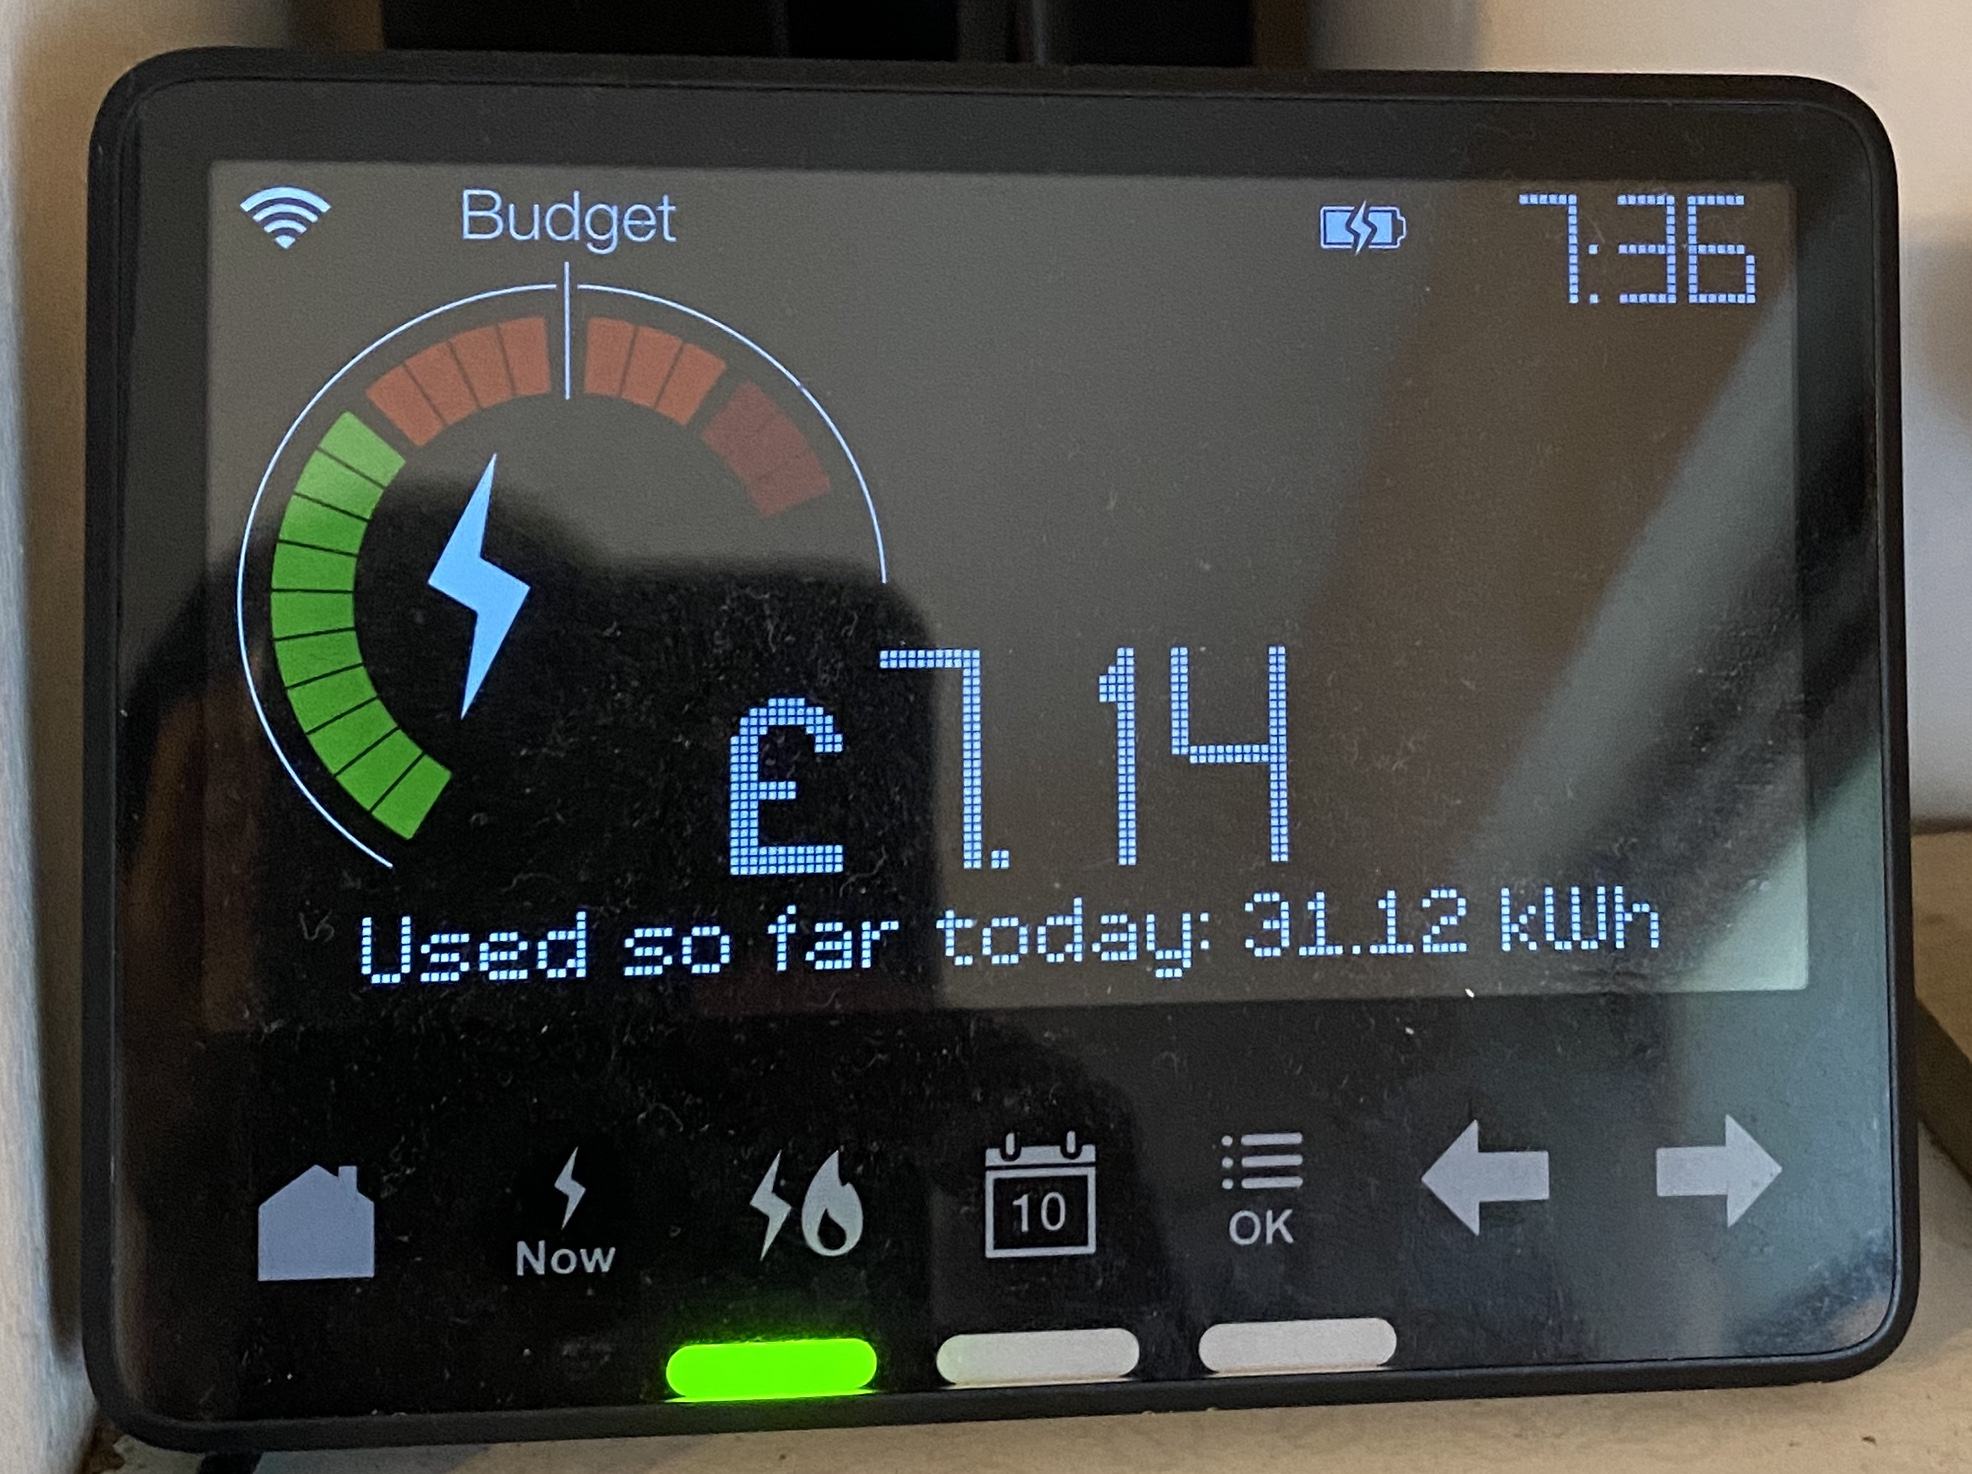 Budget
7:36
£7.14
Used so far today: 31.12 kWh
Now
10
OK